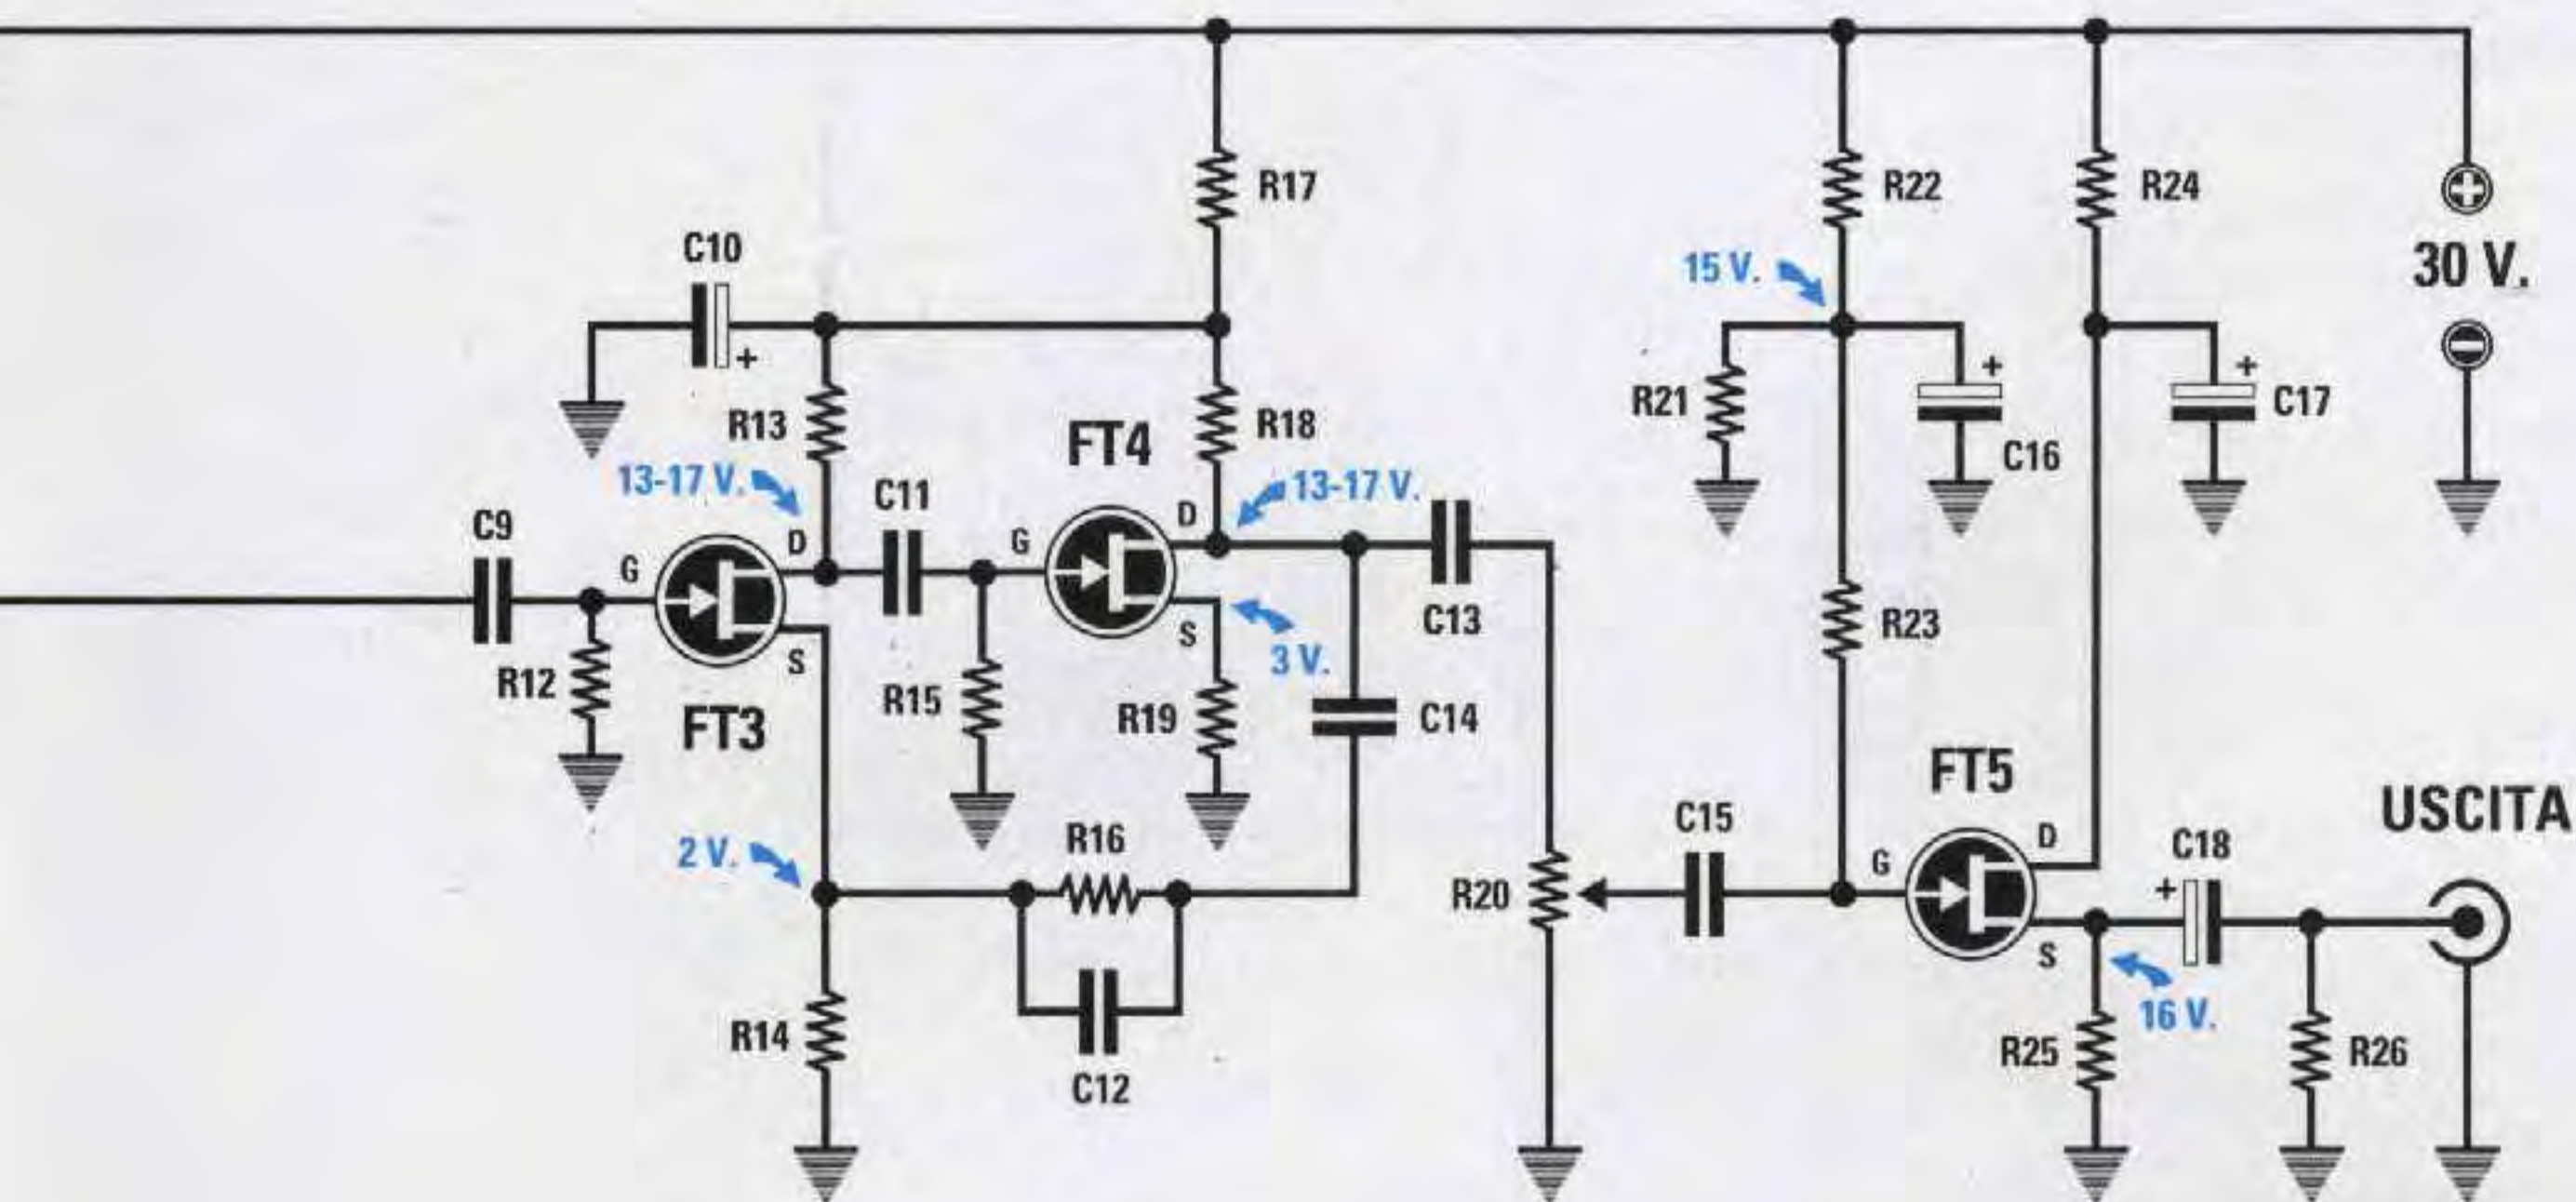 R17
R22
R24
C10
+
15 V.
30 V.
+
+
R13
R18
R21
C17
FT4
C16
13-17 V.
13-17 V.
C11
C9
D
G
D
G
R12
S
S
3 V.
C13
R23
R15
R19
C14
FT3
FT5
USCITA
2 V.
R16
C15
D
C18
G
+
R20
S
16 V.
R14
R25
R26
C12